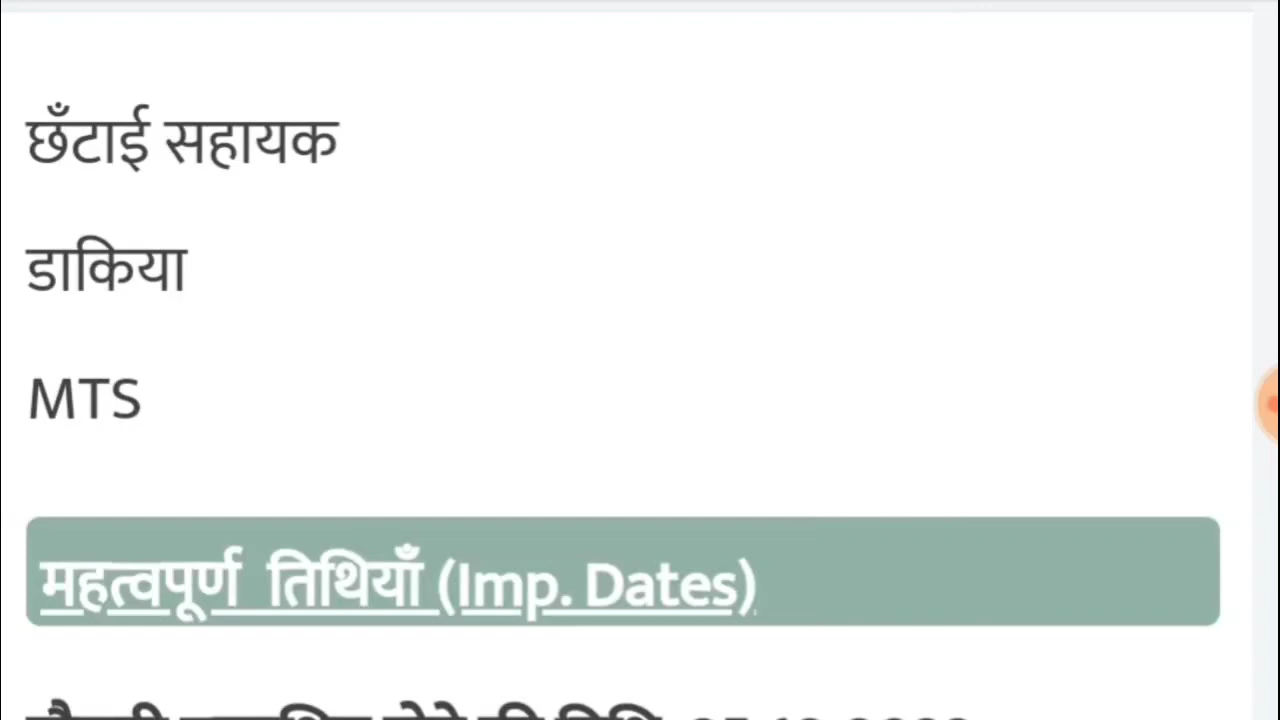 छँटाई सहायक
डाकिया
MTS
महत्वपूर्ण तिथियाँ (Imp. Dates)